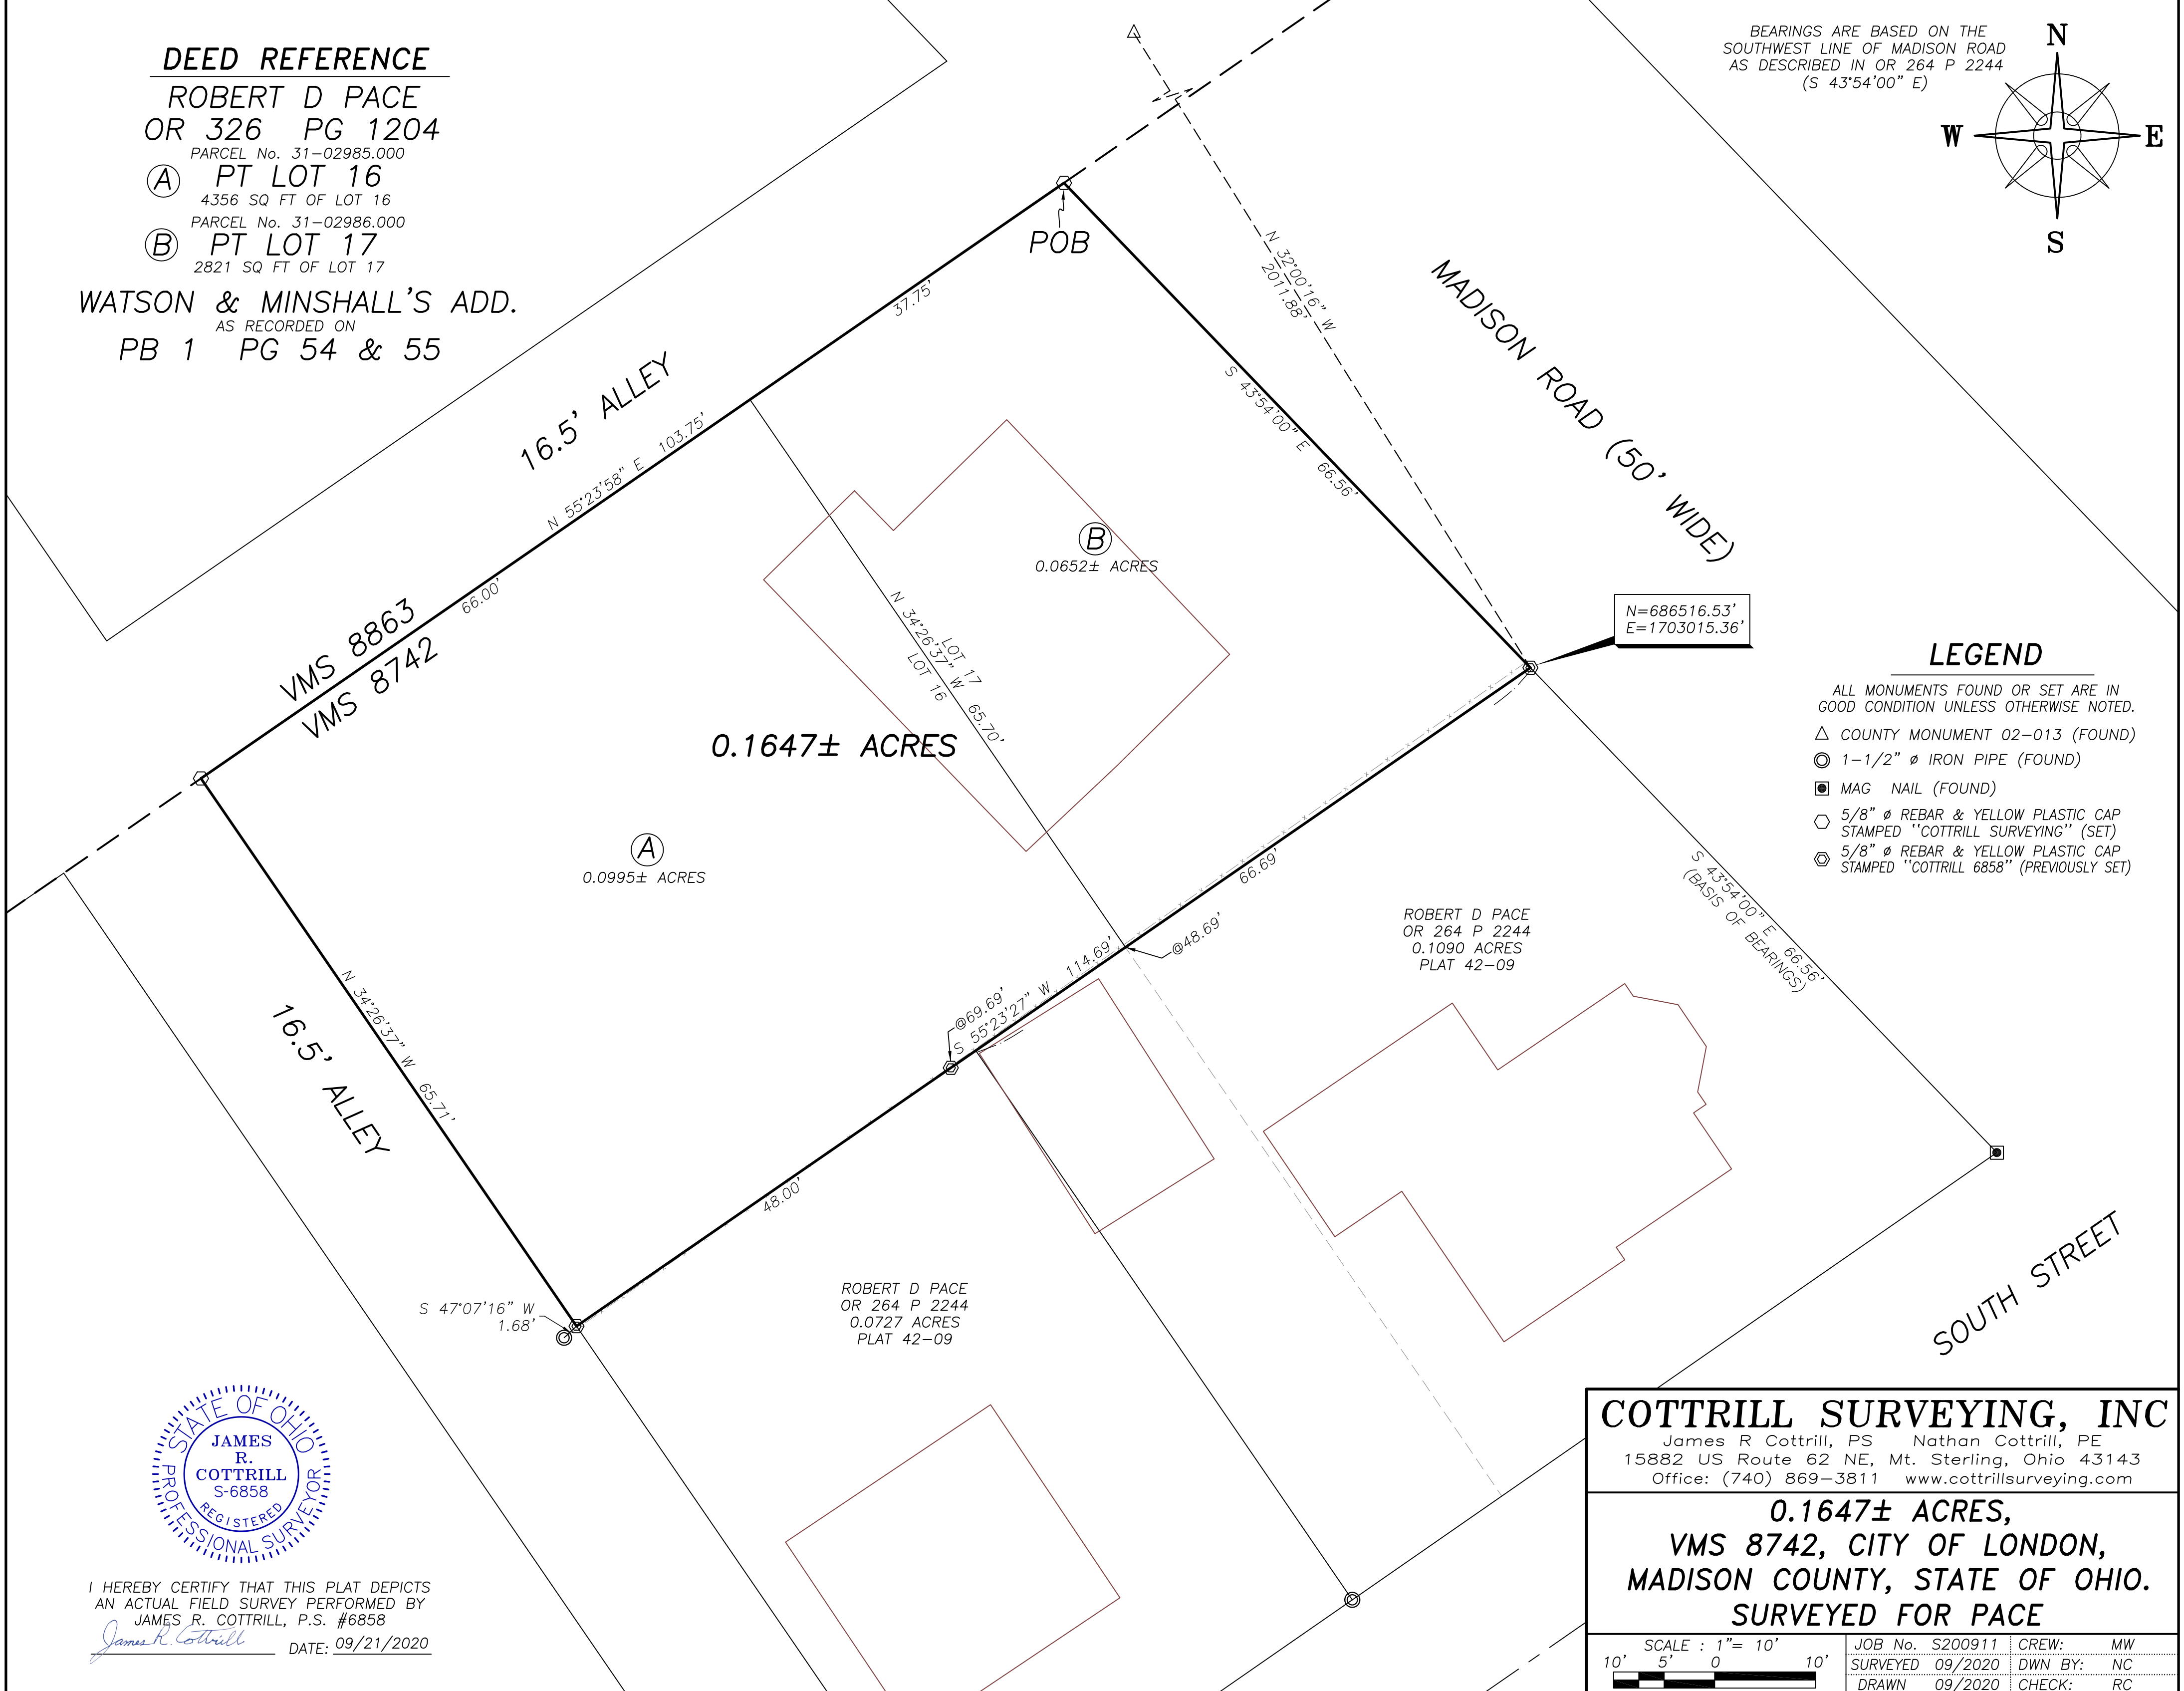 DEED REFERENCE
ROBERT D PACE
OR 326 PG 1204
PARCEL No. 31-02985.000
A PT LOT 16
4356 SQ FT OF LOT 16
PARCEL No. 31-02986.000
B PT LOT 17
2821 SQ FT OF LOT 17
WATSON & MINSHALL'S ADD.
AS RECORDED ON
PB 1 PG 54 & 55
BEARINGS ARE BASED ON THE
SOUTHWEST LINE OF MADISON ROAD
AS DESCRIBED IN OR 264 P 2244
(S 43°54'00" E)
N
W E
S
POB
N 32°00'16" W
2011.88'
MADISON ROAD (50' WIDE)
37.75'
16.5' ALLEY
N 55°23'58" E 103.75'
66.00'
S 43°54'00" E 66.56'
B
0.0652± ACRES
N 34°26'37" W 65.70'
LOT 17
LOT 16
VMS 8863
VMS 8742
0.1647± ACRES
A
0.0995± ACRES
N=686516.53'
E=1703015.36'
LEGEND
ALL MONUMENTS FOUND OR SET ARE IN
GOOD CONDITION UNLESS OTHERWISE NOTED.
COUNTY MONUMENT 02-013 (FOUND)
1-1/2" ø IRON PIPE (FOUND)
MAG NAIL (FOUND)
5/8" ø REBAR & YELLOW PLASTIC CAP
STAMPED "COTTRILL SURVEYING" (SET)
5/8" ø REBAR & YELLOW PLASTIC CAP
STAMPED "COTTRILL 6858" (PREVIOUSLY SET)
66.69'
@48.69'
@69.69'
S 55°23'27" W 114.69'
48.00'
ROBERT D PACE
OR 264 P 2244
0.1090 ACRES
PLAT 42-09
S 43°54'00" E 66.56'
(BASIS OF BEARINGS)
N 34°26'37" W 65.71'
16.5' ALLEY
S 47°07'16" W
1.68'
ROBERT D PACE
OR 264 P 2244
0.0727 ACRES
PLAT 42-09
SOUTH STREET
STATE OF OHIO
JAMES
R.
COTTRILL
S-6858
REGISTERED
PROFESSIONAL SURVEYOR
I HEREBY CERTIFY THAT THIS PLAT DEPICTS
AN ACTUAL FIELD SURVEY PERFORMED BY
JAMES R. COTTRILL, P.S. #6858
James R. Cottrill DATE: 09/21/2020
COTTRILL SURVEYING, INC
James R Cottrill, PS Nathan Cottrill, PE
15882 US Route 62 NE, Mt. Sterling, Ohio 43143
Office: (740) 869-3811 www.cottrillsurveying.com
0.1647± ACRES,
VMS 8742, CITY OF LONDON,
MADISON COUNTY, STATE OF OHIO.
SURVEYED FOR PACE
SCALE : 1"= 10'
10' 5' 0 10'
JOB No. S200911 CREW: MW
SURVEYED 09/2020 DWN BY: NC
DRAWN 09/2020 CHECK: RC